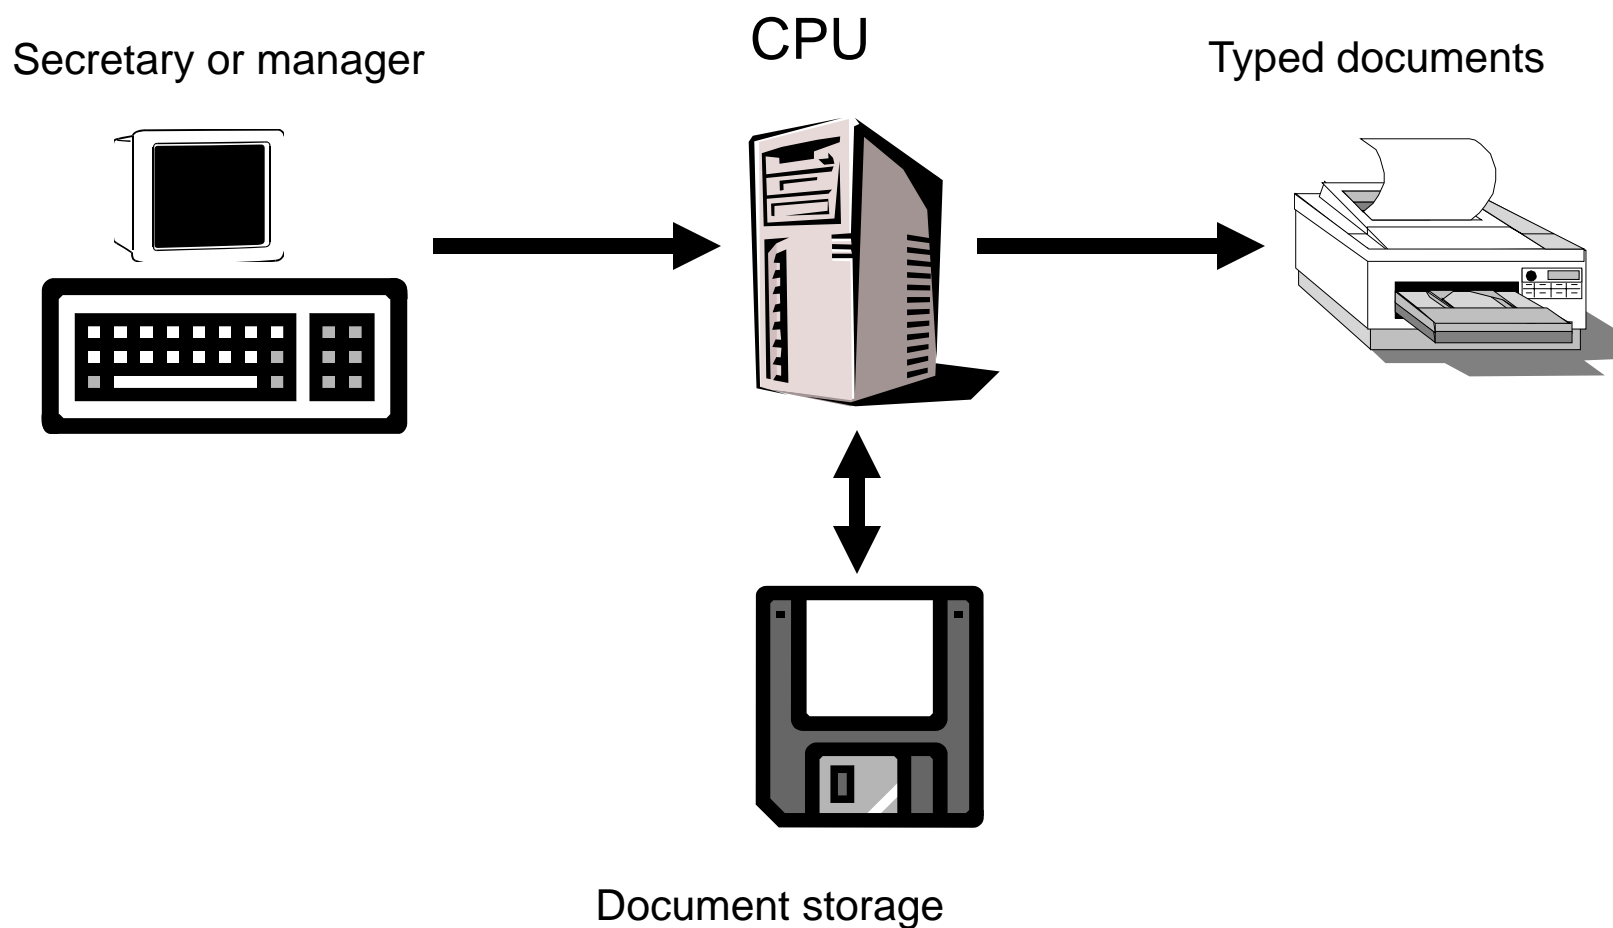 Secretary or manager
CPU
Typed documents
Document storage